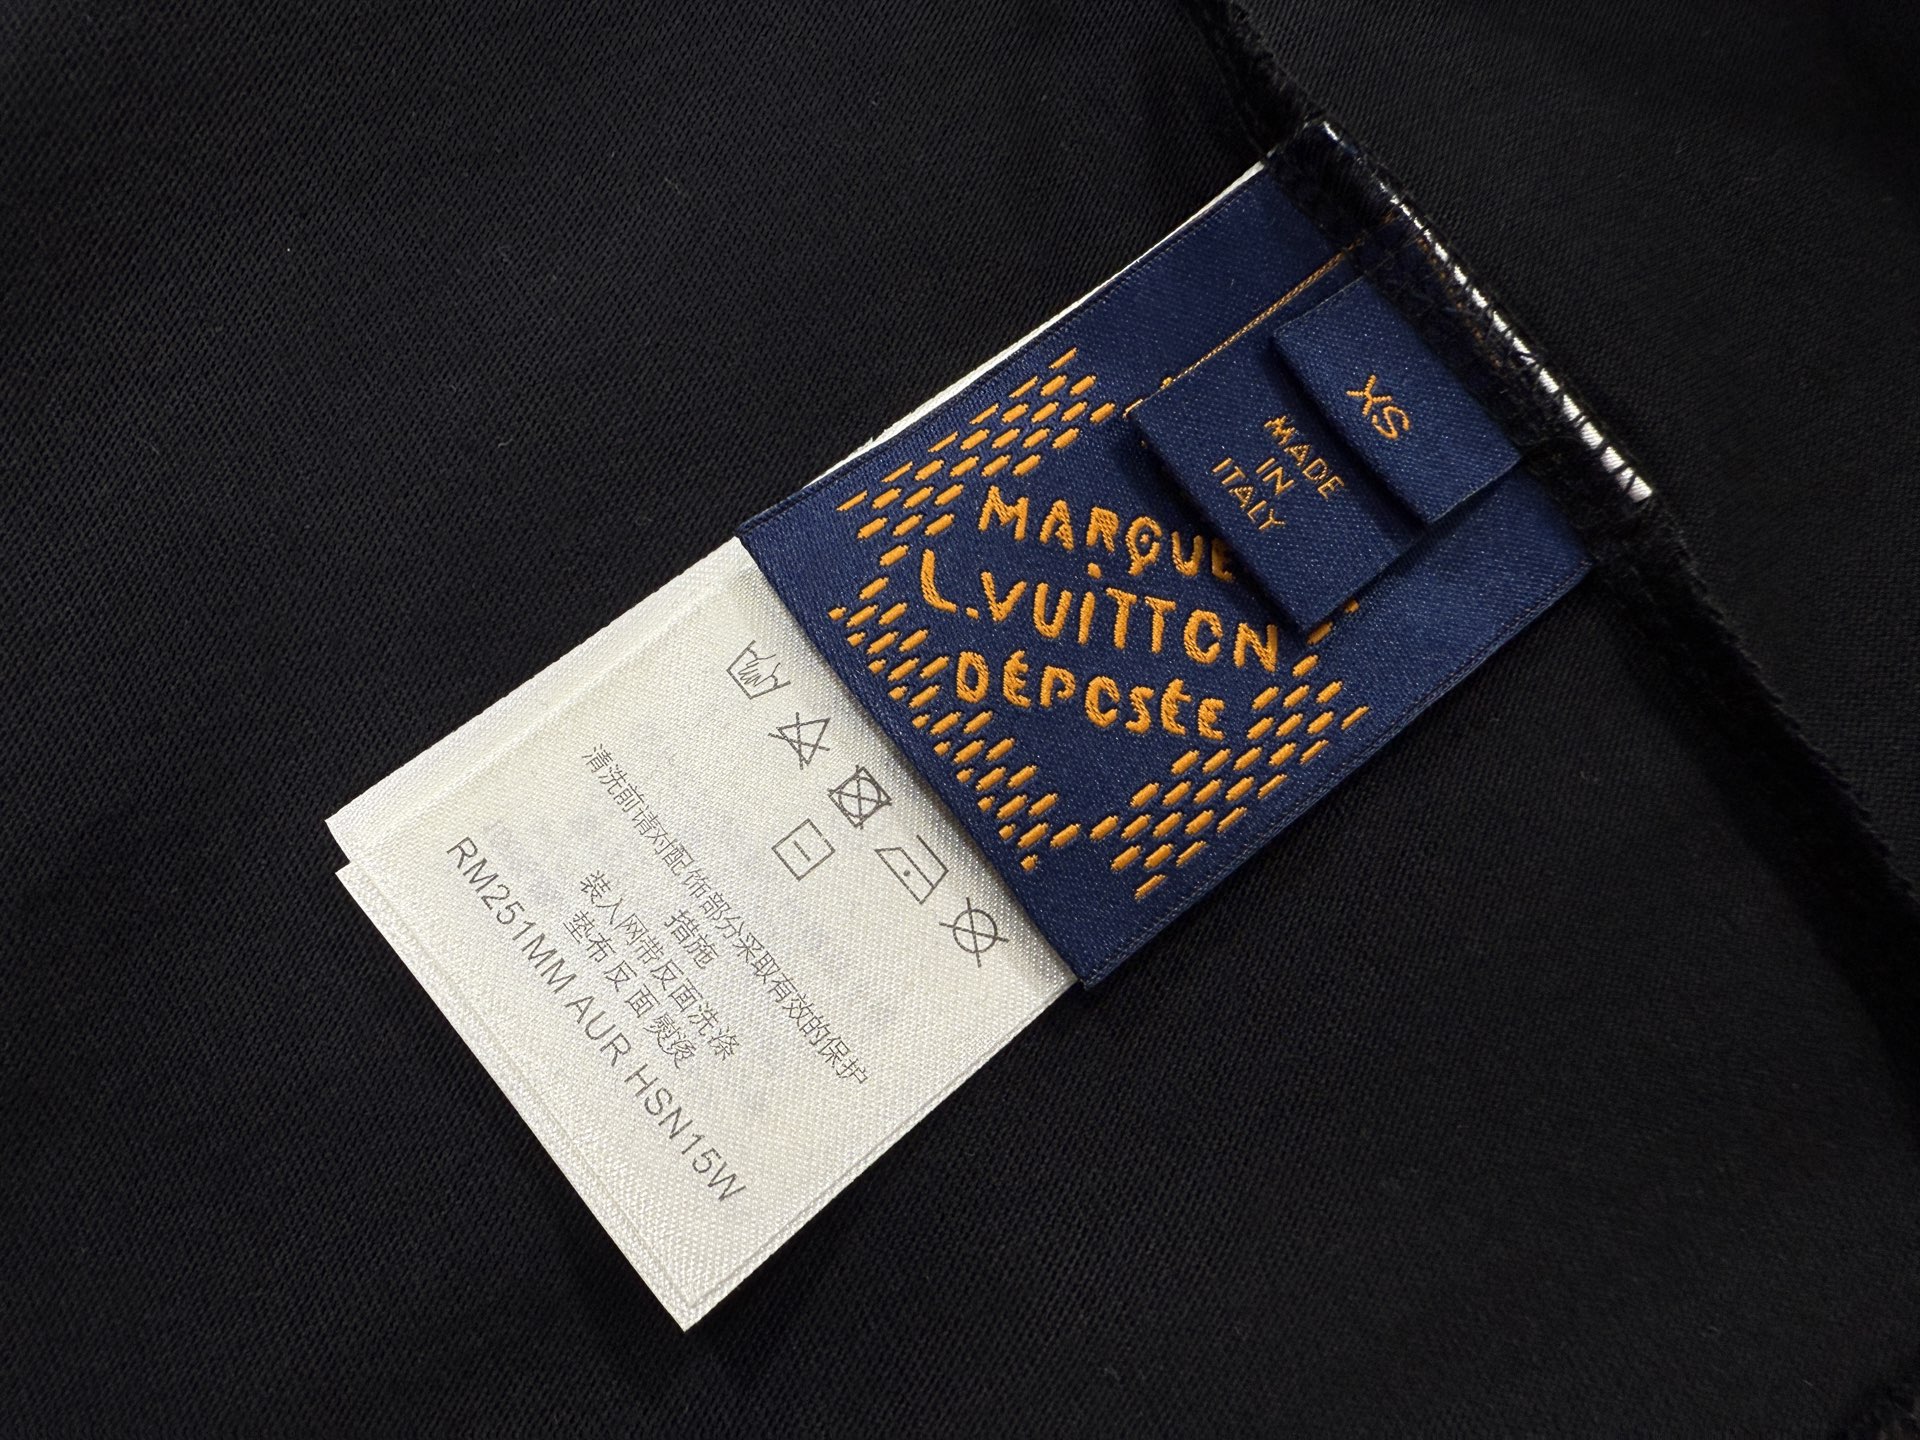 XS
MADE
IN
ITALY
MARQUE
L.VUITTON
DÉPOSÉE
清洗前请对配饰部分采取有效的保护
措施
装入网带反面洗涤
垫布反面熨烫
RM251MM AUR HSN15W